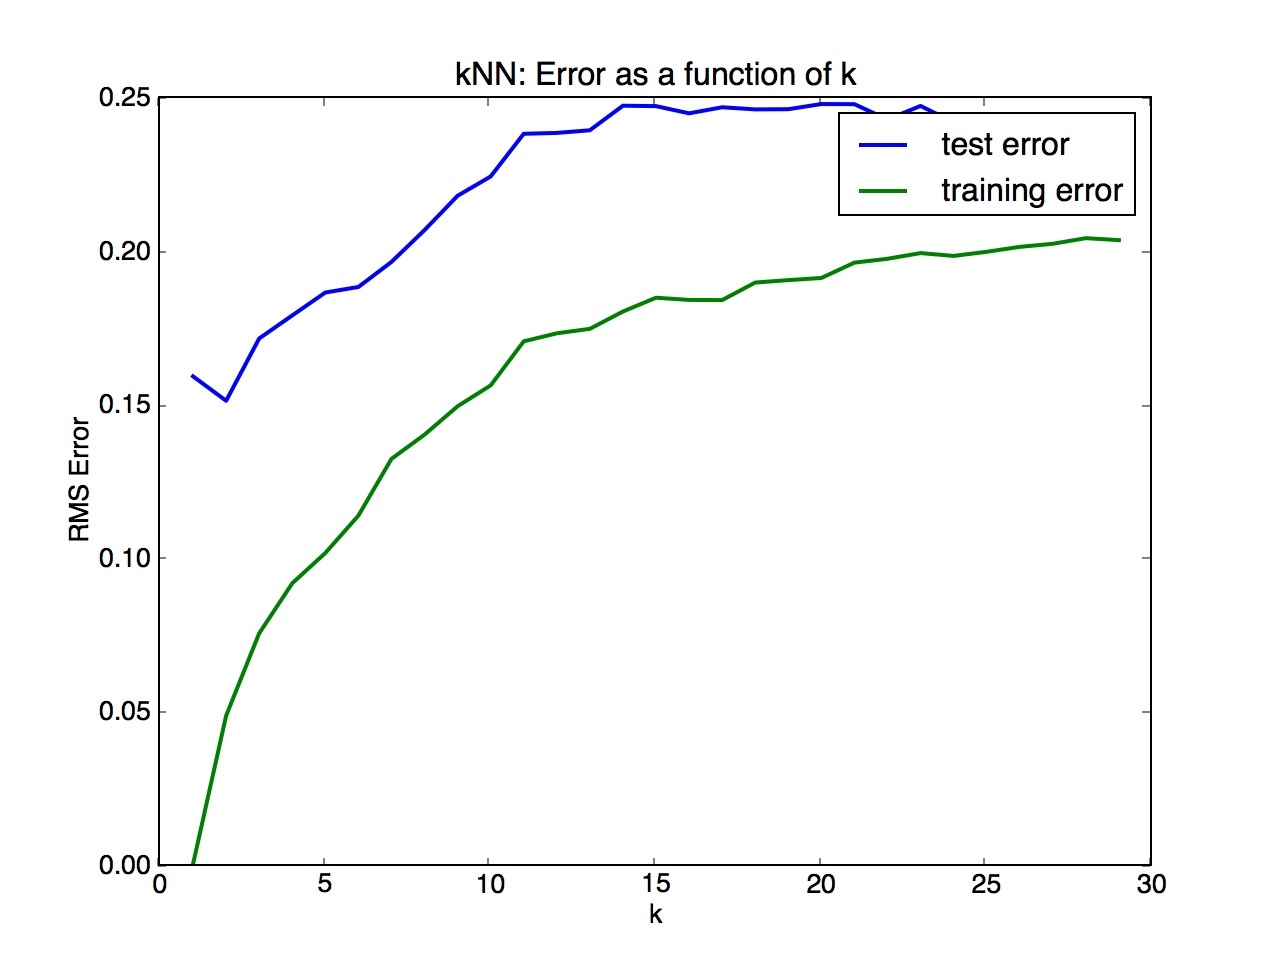 kNN: Error as a function of k
0.25
0.20
0.15
0.10
0.05
0.00
RMS Error
test error
training error
0 5 10 15 20 25 30
k